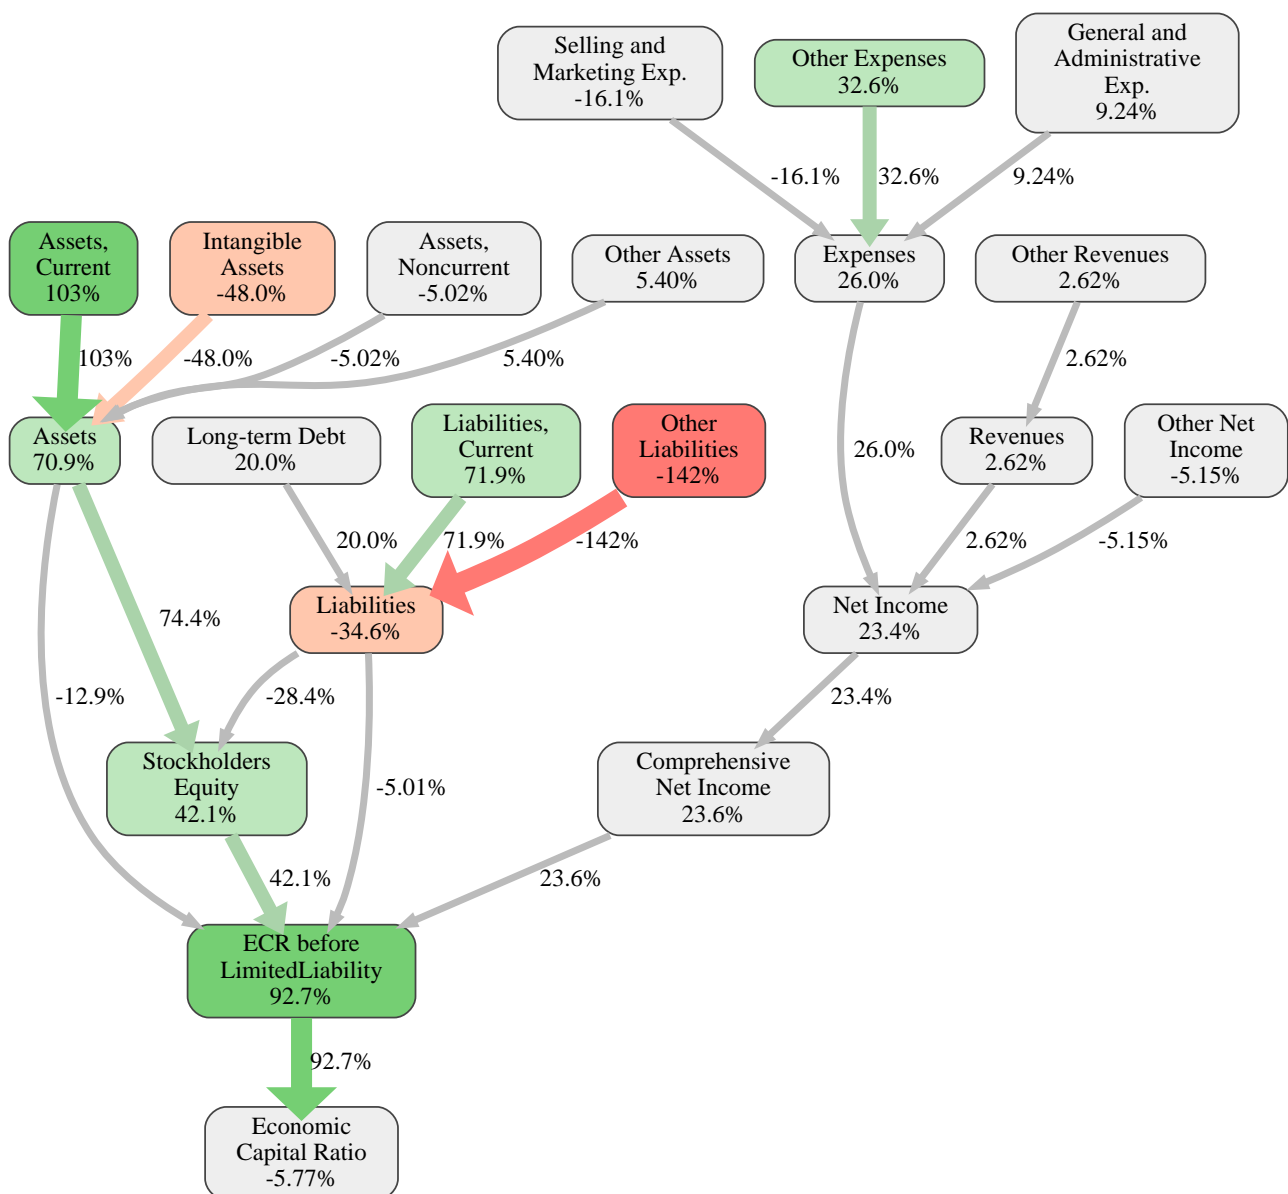 Selling and
Marketing Exp.
-16.1%
Other Expenses
32.6%
General and
Administrative
Exp.
9.24%
-16.1%
32.6%
9.24%
Assets,
Current
103%
Intangible
Assets
-48.0%
Assets,
Noncurrent
-5.02%
Other Assets
5.40%
Expenses
26.0%
Other Revenues
2.62%
103%
-48.0%
-5.02%
5.40%
2.62%
Assets
70.9%
Long-term Debt
20.0%
Liabilities,
Current
71.9%
Other
Liabilities
-142%
26.0%
Revenues
2.62%
Other Net
Income
-5.15%
20.0%
71.9%
-142%
2.62%
-5.15%
74.4%
Liabilities
-34.6%
Net Income
23.4%
-12.9%
-28.4%
23.4%
Stockholders
Equity
42.1%
-5.01%
Comprehensive
Net Income
23.6%
42.1%
23.6%
ECR before
LimitedLiability
92.7%
92.7%
Economic
Capital Ratio
-5.77%